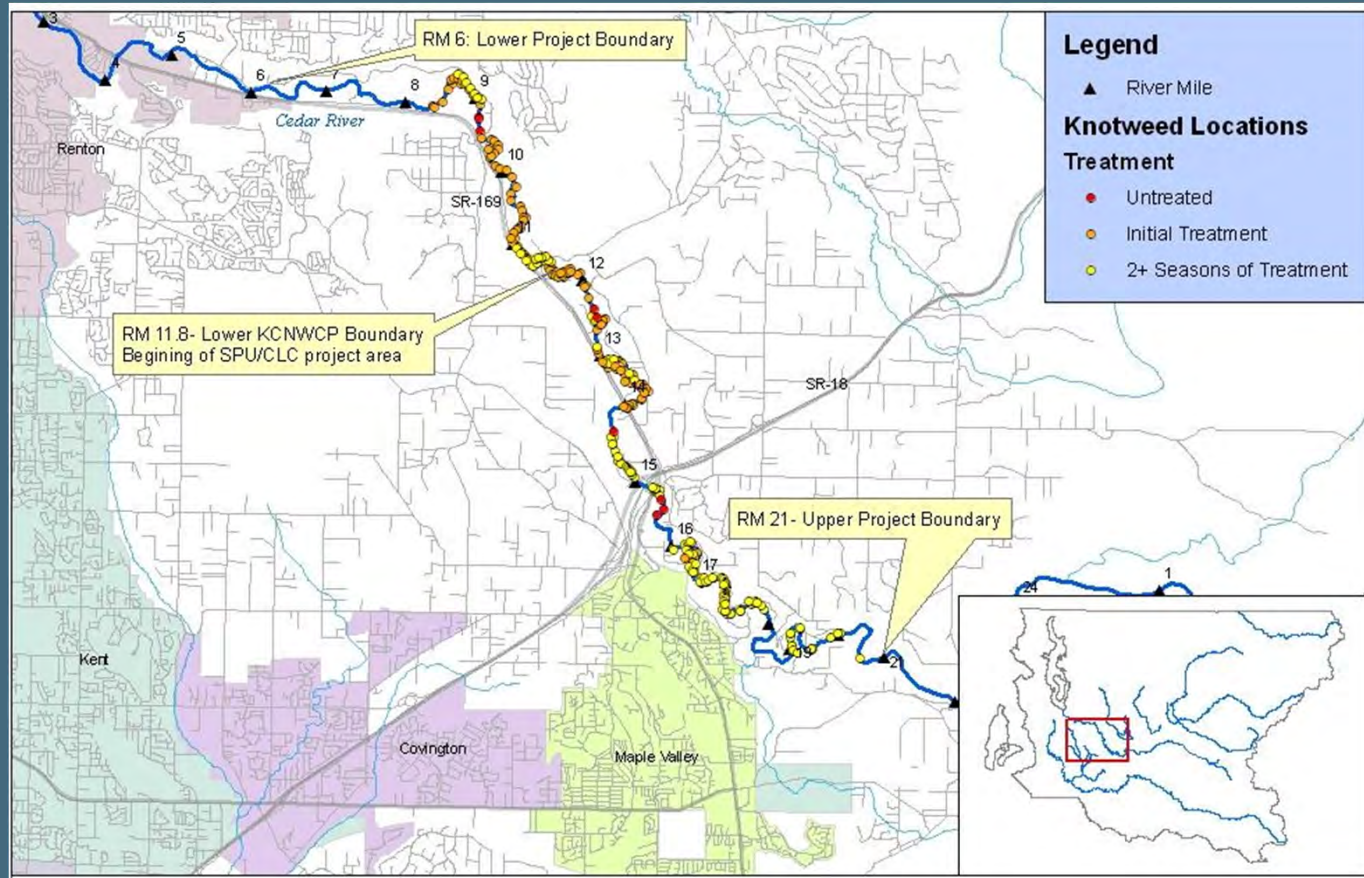 3
4
5
6
7
8
9
RM 6: Lower Project Boundary
Cedar River
Renton
10
SR-169
11
12
RM 11.8- Lower KCNWCP Boundary
Begining of SPU/CLC project area
13
14
SR-18
15
RM 21- Upper Project Boundary
16
17
19
21
24
1
Kent
Covington
Maple Valley
Legend
River Mile
Knotweed Locations
Treatment
Untreated
Initial Treatment
2+ Seasons of Treatment